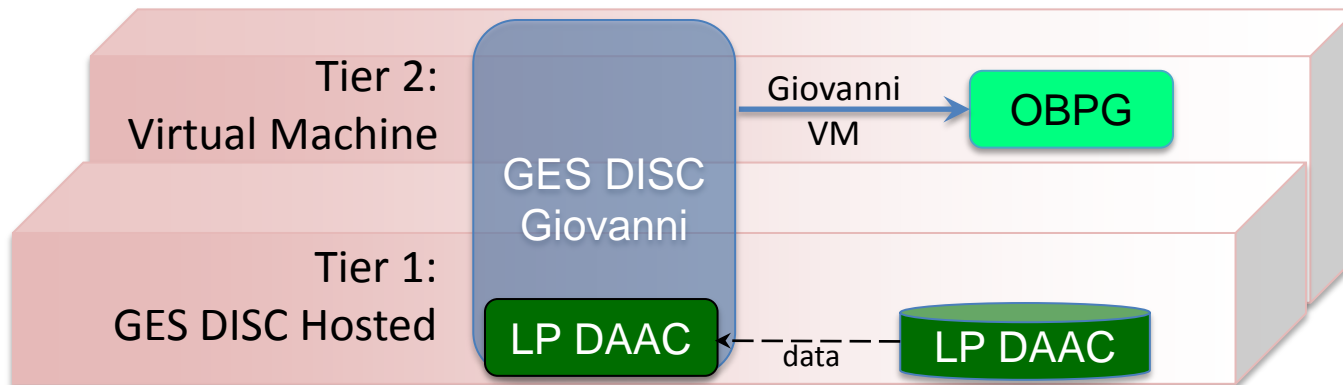 Tier 2:
Virtual Machine
GES DISC
Giovanni
Giovanni
VM
OBPG
Tier 1:
GES DISC Hosted
LP DAAC
data
LP DAAC